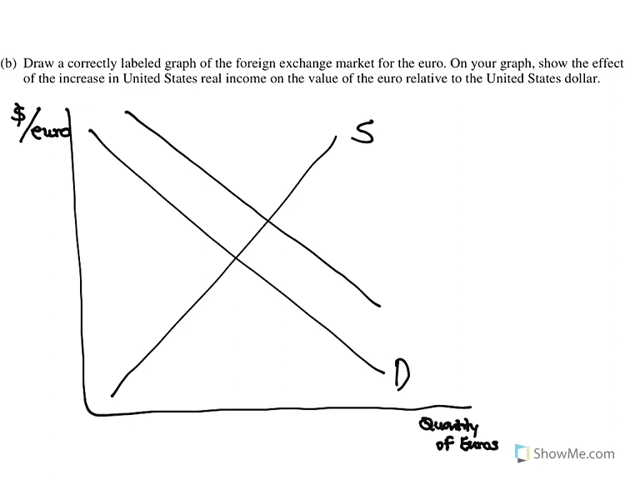 (b) Draw a correctly labeled graph of the foreign exchange market for the euro. On your graph, show the effect
of the increase in United States real income on the value of the euro relative to the United States dollar.
$/euro
S
D
Quantity
of Euros
ShowMe.com